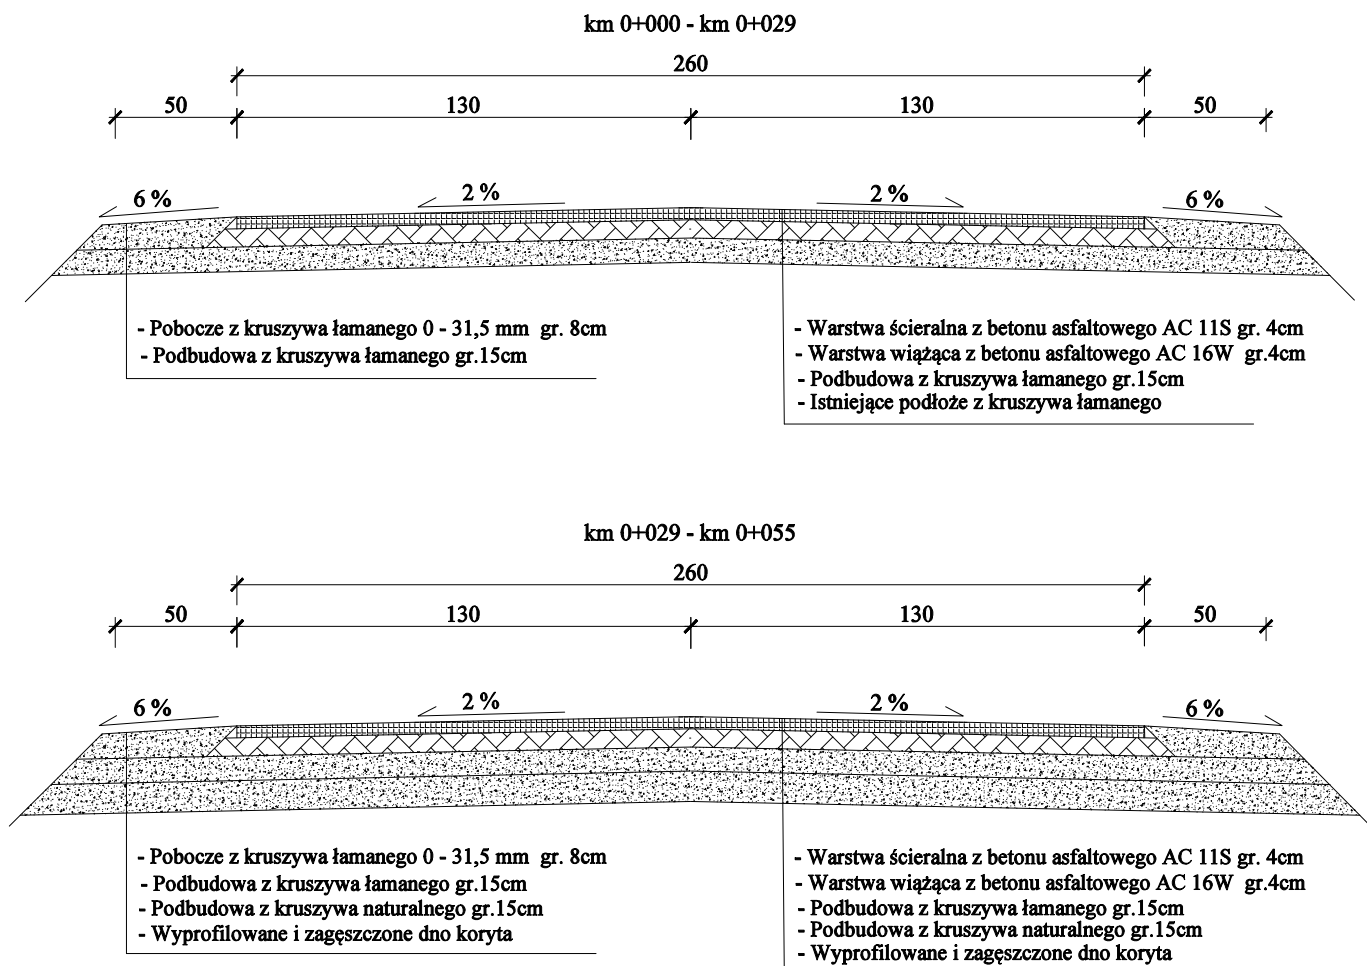 km 0+000 - km 0+029
260
50 130 130 50
6 % 2 % 2 % 6 %
- Pobocze z kruszywa łamanego 0 - 31,5 mm gr. 8cm
- Podbudowa z kruszywa łamanego gr.15cm
- Warstwa ścieralna z betonu asfaltowego AC 11S gr. 4cm
- Warstwa wiążąca z betonu asfaltowego AC 16W gr.4cm
- Podbudowa z kruszywa łamanego gr.15cm
- Istniejące podłoże z kruszywa łamanego
km 0+029 - km 0+055
260
50 130 130 50
6 % 2 % 2 % 6 %
- Pobocze z kruszywa łamanego 0 - 31,5 mm gr. 8cm
- Podbudowa z kruszywa łamanego gr.15cm
- Podbudowa z kruszywa naturalnego gr.15cm
- Wyprofilowane i zagęszczone dno koryta
- Warstwa ścieralna z betonu asfaltowego AC 11S gr. 4cm
- Warstwa wiążąca z betonu asfaltowego AC 16W gr.4cm
- Podbudowa z kruszywa łamanego gr.15cm
- Podbudowa z kruszywa naturalnego gr.15cm
- Wyprofilowane i zagęszczone dno koryta